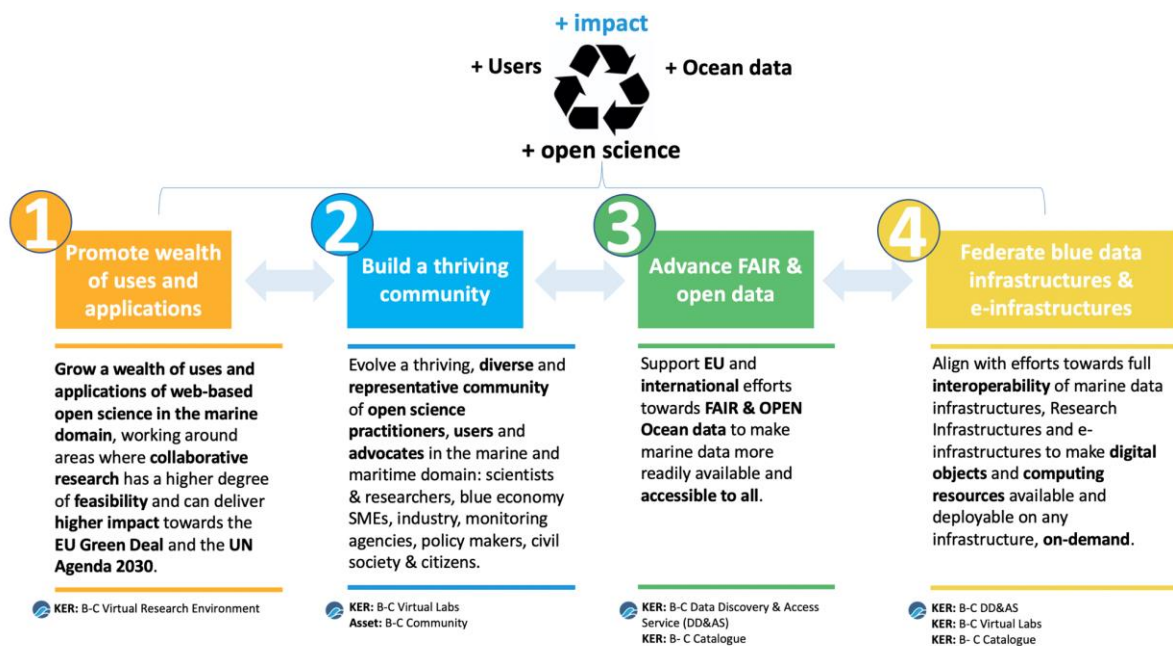 + impact
+ Users
+ Ocean data
+ open science
1
Promote wealth
of uses and
applications
Grow a wealth of uses and
applications of web-based
open science in the marine
domain, working around
areas where collaborative
research has a higher degree
of feasibility and can deliver
higher impact towards the
EU Green Deal and the UN
Agenda 2030.
KER: B-C Virtual Research Environment
2
Build a thriving
community
Evolve a thriving, diverse and
representative community
of open science
practitioners, users and
advocates in the marine and
maritime domain: scientists
& researchers, blue economy
SMEs, industry, monitoring
agencies, policy makers, civil
society & citizens.
KER: B-C Virtual Labs
Asset: B-C Community
3
Advance FAIR &
open data
Support EU and
international efforts
towards FAIR & OPEN
Ocean data to make
marine data more
readily available and
accessible to all.
KER: B-C Data Discovery & Access
Service (DD&AS)
KER: B- C Catalogue
4
Federate blue data
infrastructures &
e-infrastructures
Align with efforts towards full
interoperability of marine data
infrastructures, Research
Infrastructures and e-
infrastructures to make digital
objects and computing
resources available and
deployable on any
infrastructure, on-demand.
KER: B-C DD&AS
KER: B-C Virtual Labs
KER: B- C Catalogue